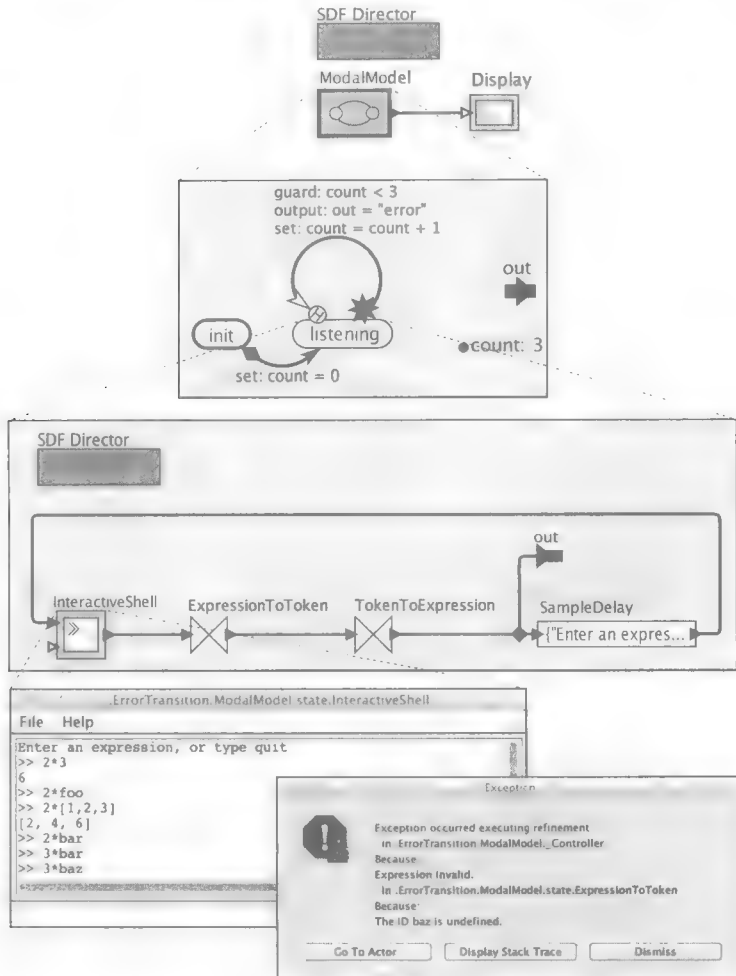 SDF Director
ModalModel
Display
guard: count < 3
output: out = "error"
set: count = count + 1
out
init
listening
count: 3
set: count = 0
SDF Director
out
InteractiveShell
ExpressionToToken
TokenToExpression
SampleDelay
{"Enter an expres...
.ErrorTransition.ModalModel.state.InteractiveShell
File Help
Enter an expression, or type quit
>> 2*3
6
>> 2*foo
>> 2*[1,2,3]
[2, 4, 6]
>> 2*bar
>> 3*bar
>> 3*baz
Exception
Exception occurred executing refinement
in .ErrorTransition.ModalModel._Controller
Because:
Expression invalid.
in .ErrorTransition.ModalModel.state.ExpressionToToken
Because:
The ID baz is undefined.
Go To Actor
Display Stack Trace
Dismiss